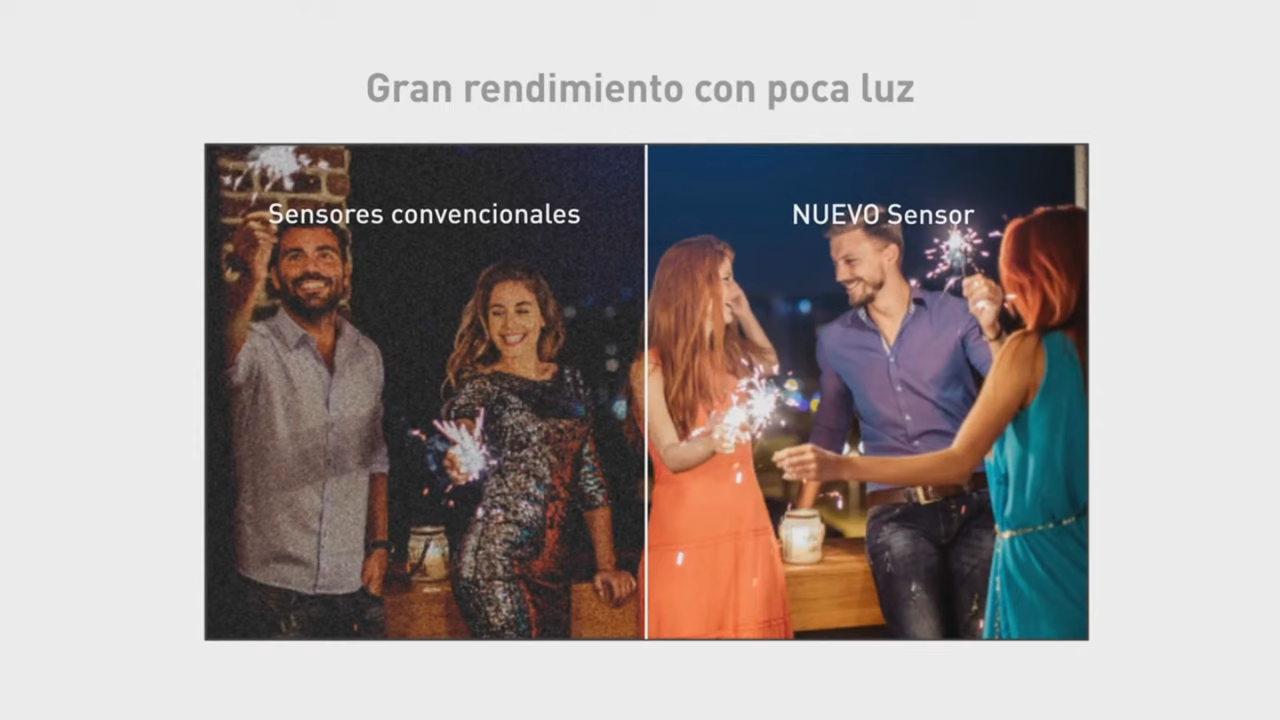 Gran rendimiento con poca luz
Sensores convencionales
NUEVO Sensor